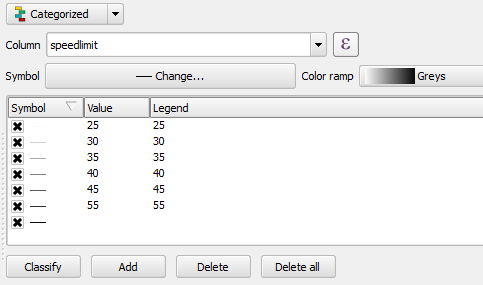 Categorized
Column speedlimit ε
Symbol Change... Color ramp Greys
Symbol Value Legend
25 25
30 30
35 35
40 40
45 45
55 55
Classify Add Delete Delete all